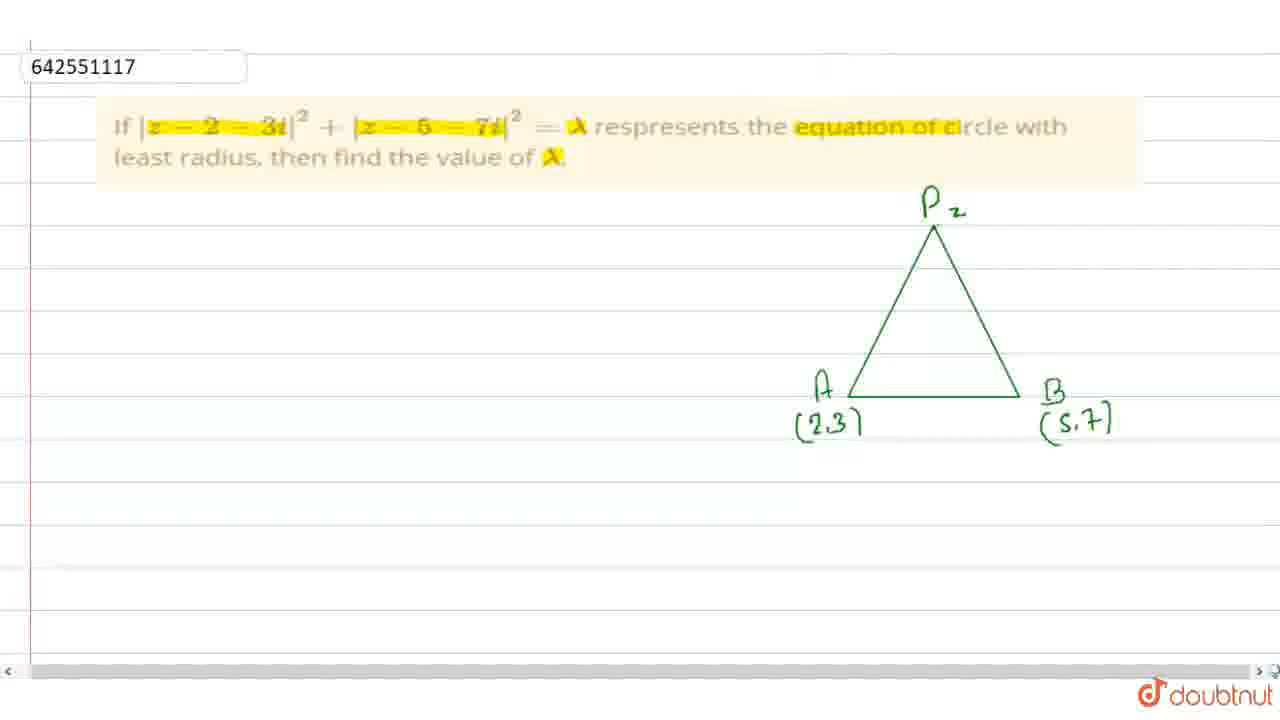 642551117
If |z − 2 − 3i|² + |z − 5 − 7i|² = λ respresents the equation of circle with
least radius, then find the value of λ.
P z
A
B
(2,3)
(5,7)
doubtnut